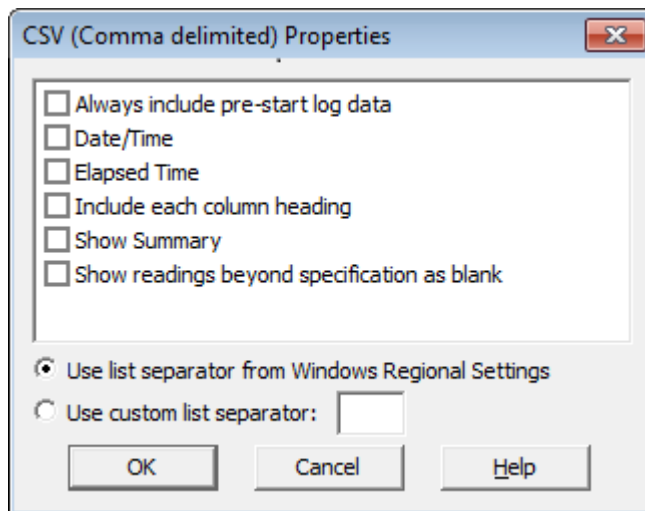 CSV (Comma delimited) Properties
Always include pre-start log data
Date/Time
Elapsed Time
Include each column heading
Show Summary
Show readings beyond specification as blank
Use list separator from Windows Regional Settings
Use custom list separator:
OK Cancel Help